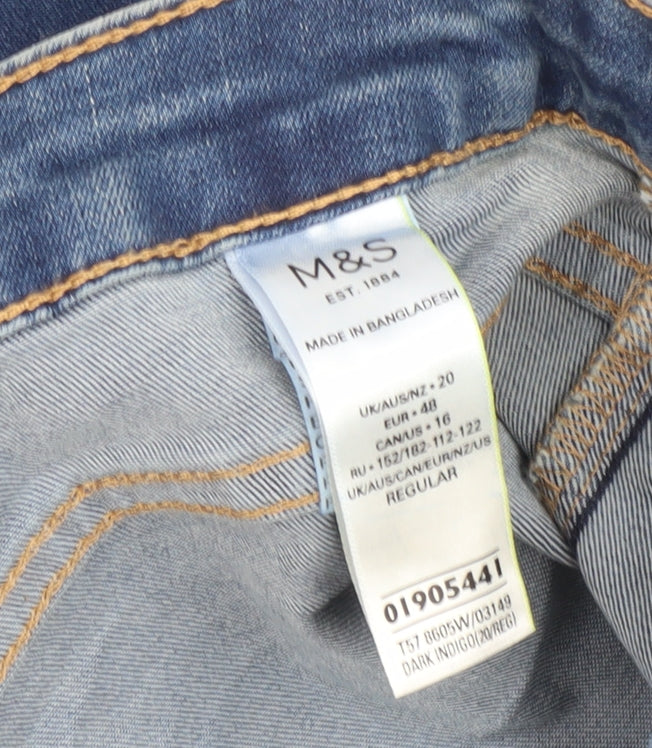 M&S
EST. 1884
MADE IN BANGLADESH
UK/AUS/NZ • 20
EUR • 48
CAN/US • 16
RU • 152/182-112-122
UK/AUS/CAN/EUR/NZ/US
REGULAR
01905441
T57 8605W/03149
DARK INDIGO(20/REG)